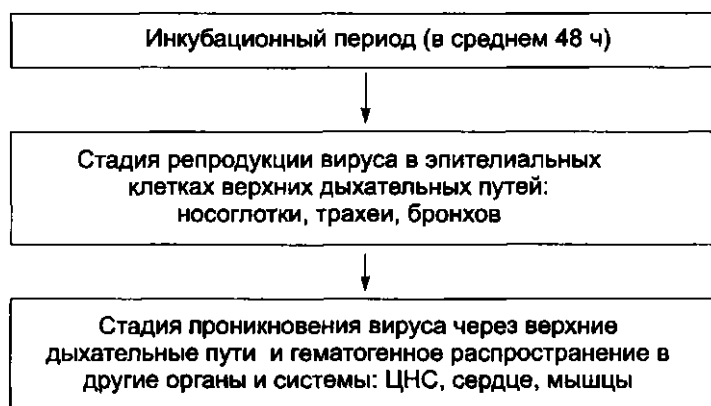 Инкубационный период (в среднем 48 ч)
Стадия репродукции вируса в эпителиальных
клетках верхних дыхательных путей:
носоглотки, трахеи, бронхов
Стадия проникновения вируса через верхние
дыхательные пути и гематогенное распространение в
другие органы и системы: ЦНС, сердце, мышцы